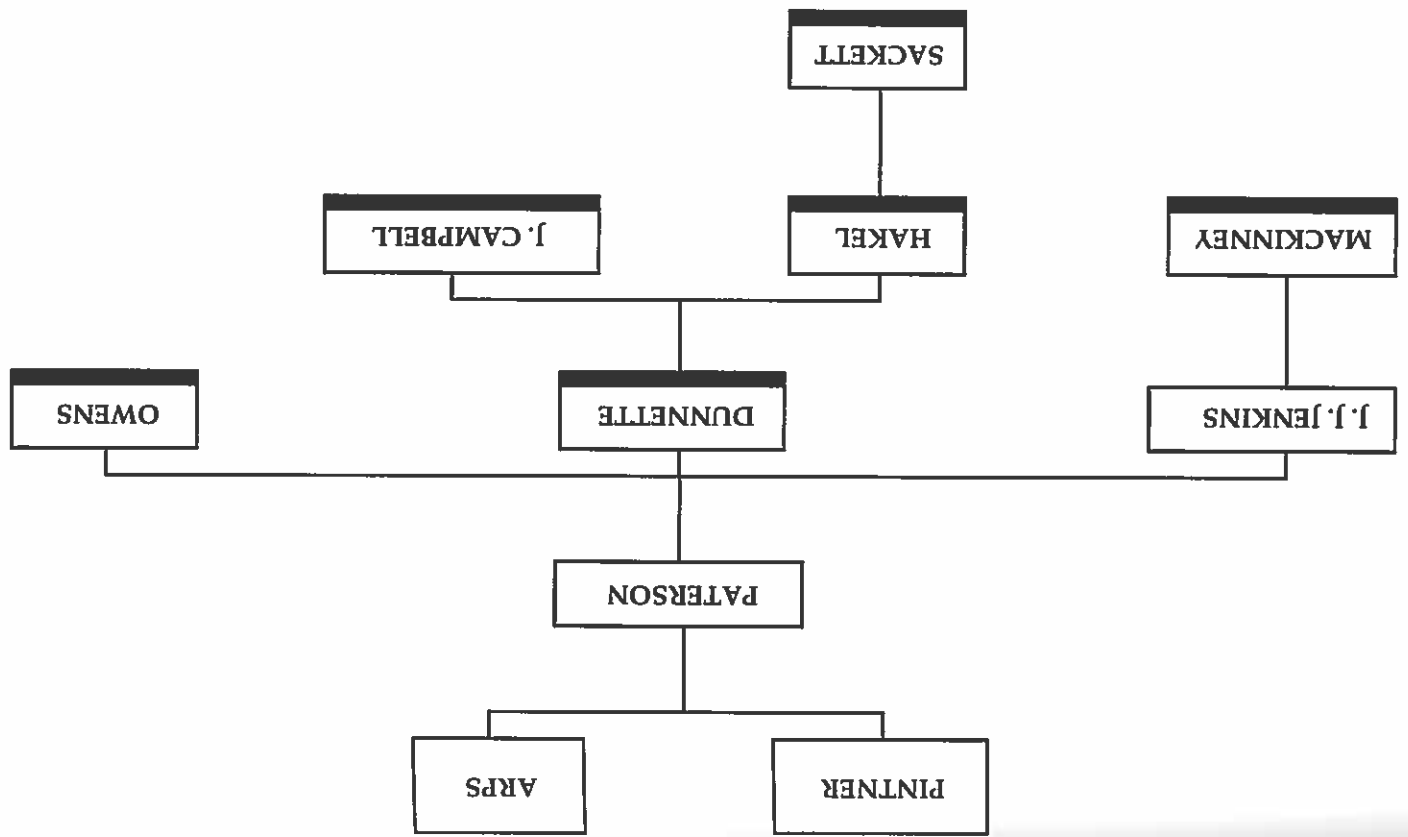 PINTNER
ARPS
PATERSON
J. J. JENKINS
DUNNETTE
OWENS
MACKINNEY
HAKEL
J. CAMPBELL
SACKETT